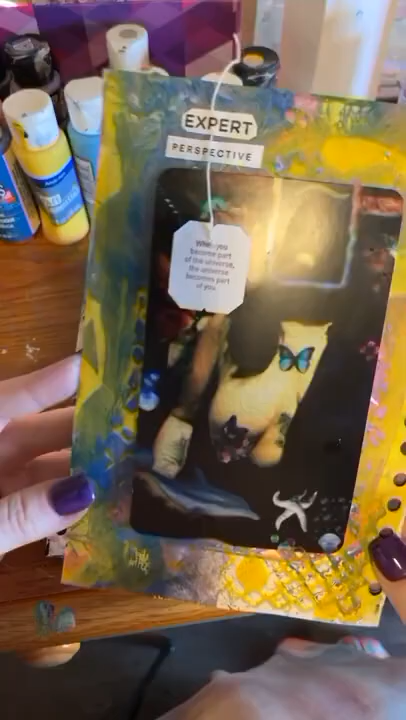 EXPERT
PERSPECTIVE
When you
become part
of the universe,
the universe
becomes part
of you.